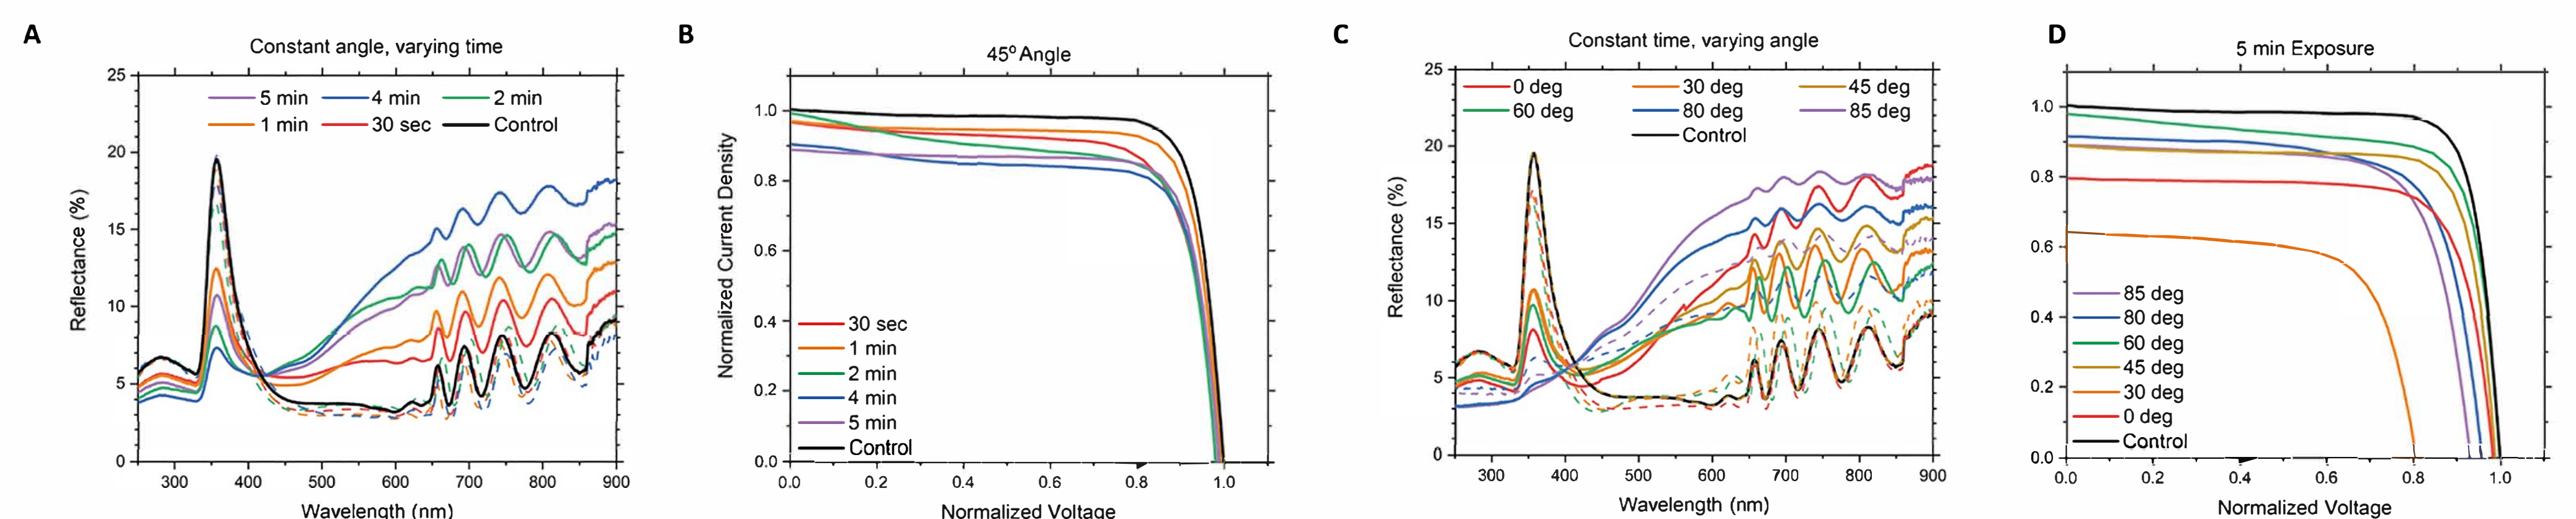 A
Constant angle, varying time
25
20
15
10
5
0
Reflectance (%)
5 min 4 min 2 min
1 min 30 sec Control
300 400 500 600 700 800 900
Wavelength (nm)
B
45º Angle
1.0
0.8
0.6
0.4
0.2
0.0
Normalized Current Density
30 sec
1 min
2 min
4 min
5 min
Control
0.0 0.2 0.4 0.6 0.8 1.0
Normalized Voltage
C
Constant time, varying angle
25
20
15
10
5
0
Reflectance (%)
0 deg 30 deg 45 deg
60 deg 80 deg 85 deg
Control
300 400 500 600 700 800 900
Wavelength (nm)
D
5 min Exposure
1.0
0.8
0.6
0.4
0.2
0.0
85 deg
80 deg
60 deg
45 deg
30 deg
0 deg
Control
0.0 0.2 0.4 0.6 0.8 1.0
Normalized Voltage